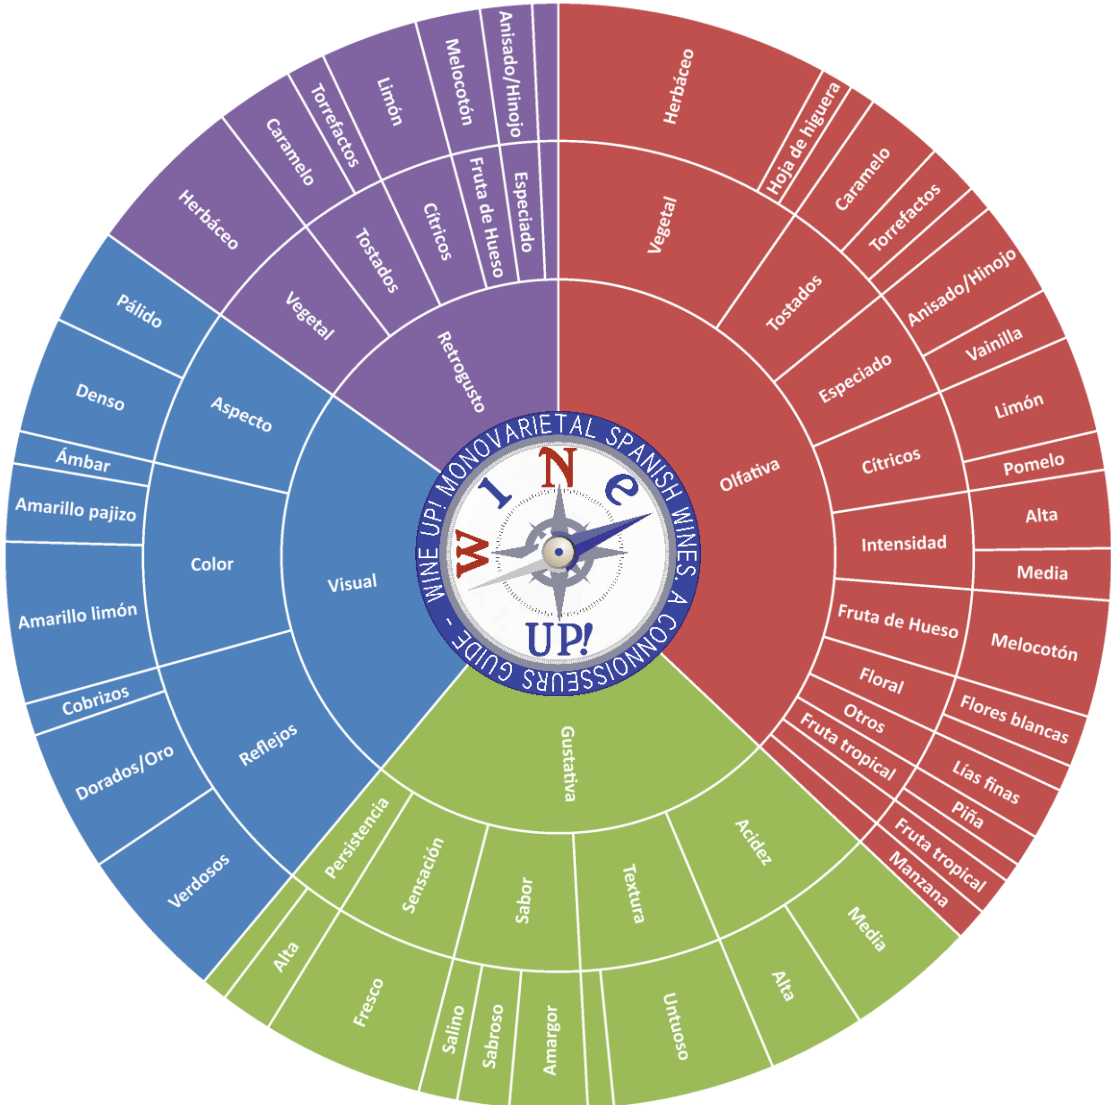 Olfativa
Vegetal
Herbáceo
Hoja de higuera
Tostados
Caramelo
Torrefactos
Especiado
Anisado/Hinojo
Vainilla
Cítricos
Limón
Pomelo
Intensidad
Alta
Media
Fruta de Hueso
Melocotón
Floral
Flores blancas
Otros
Lías finas
Fruta tropical
Piña
Fruta tropical
Manzana
Gustativa
Acidez
Media
Alta
Textura
Untuoso
Sabor
Amargor
Sabroso
Salino
Sensación
Fresco
Persistencia
Alta
Visual
Reflejos
Verdosos
Dorados/Oro
Cobrizos
Color
Amarillo limón
Amarillo pajizo
Ámbar
Aspecto
Denso
Pálido
Retrogusto
Vegetal
Herbáceo
Tostados
Caramelo
Torrefactos
Cítricos
Limón
Fruta de Hueso
Melocotón
Especiado
Anisado/Hinojo
WINE UP! MONOVARIETAL SPANISH WINES. A CONNOISSEURS GUIDE -
W I N e
UP!